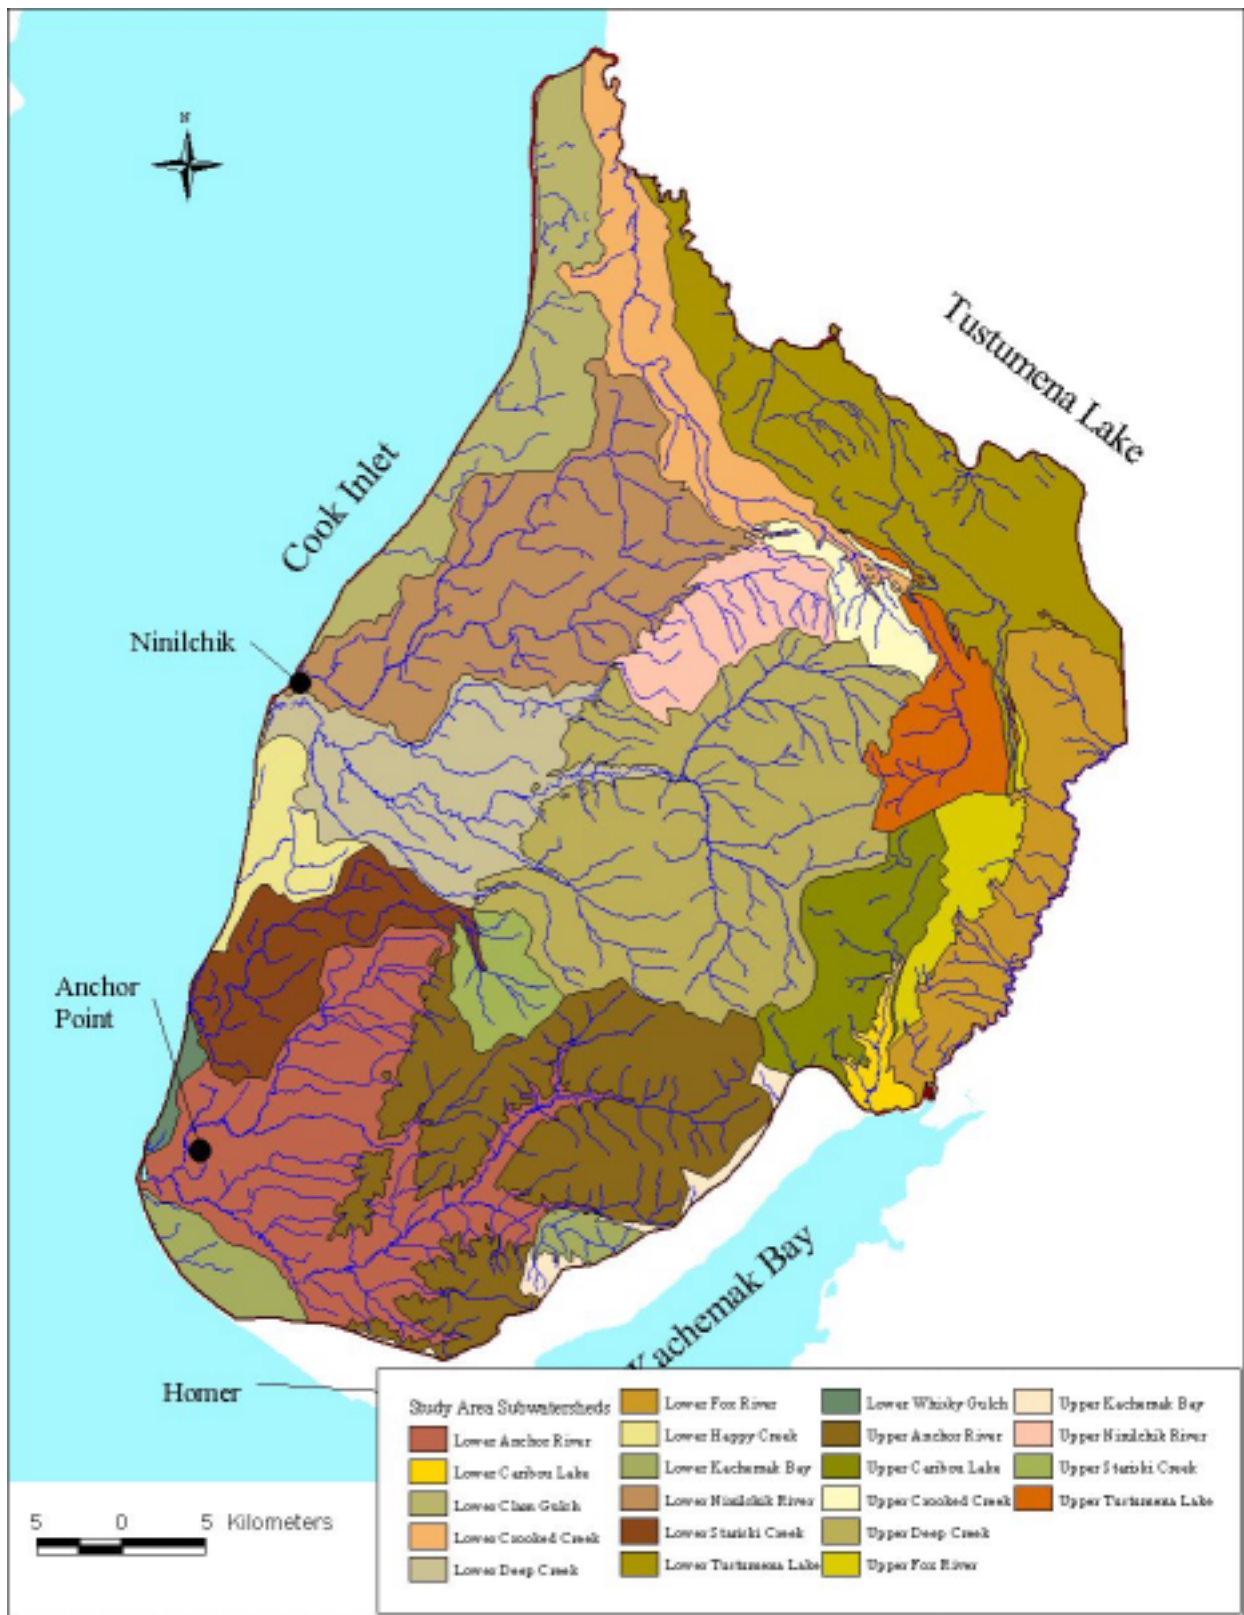 N
Tustumena Lake
Cook Inlet
Ninilchik
Anchor
Point
Kachemak Bay
Homer
Study Area Subwatersheds
Lower Anchor River
Lower Caribou Lake
Lower Clam Gulch
Lower Crooked Creek
Lower Deep Creek
Lower Fox River
Lower Happy Creek
Lower Kachemak Bay
Lower Ninilchik River
Lower Stariski Creek
Lower Tustumena Lake
Lower Whisky Gulch
Upper Anchor River
Upper Caribou Lake
Upper Crooked Creek
Upper Deep Creek
Upper Fox River
Upper Kachemak Bay
Upper Ninilchik River
Upper Stariski Creek
Upper Tustumena Lake
5 0 5 Kilometers